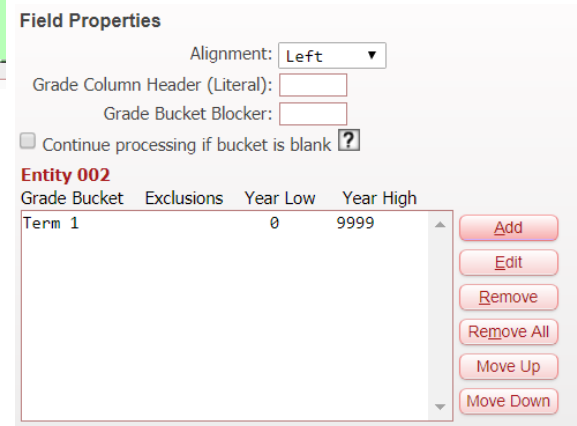 Field Properties
Alignment: Left
Grade Column Header (Literal):
Grade Bucket Blocker:
Continue processing if bucket is blank ?
Entity 002
Grade Bucket Exclusions Year Low Year High
Term 1 0 9999
Add
Edit
Remove
Remove All
Move Up
Move Down